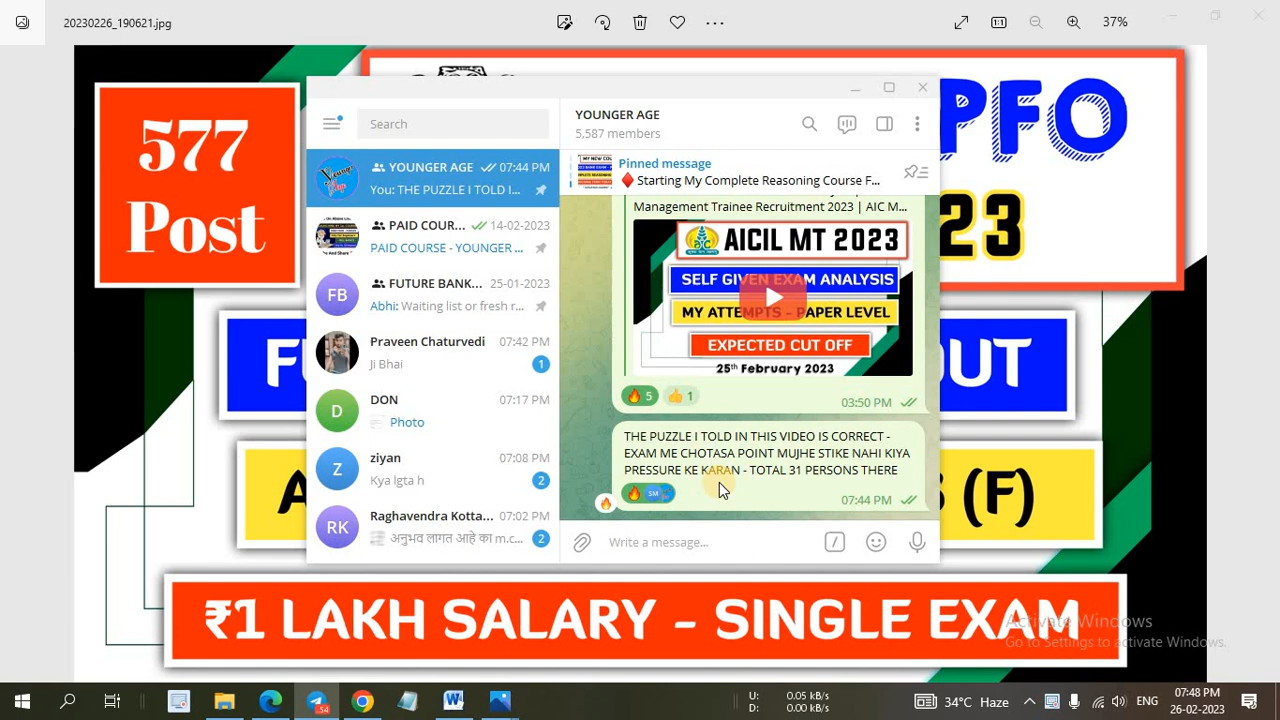 20230226_190621.jpg
37%
577
Post
PFO
23
OUT
(F)
₹1 LAKH SALARY - SINGLE EXAM
Search
YOUNGER AGE
07:44 PM
You: THE PUZZLE I TOLD I...
PAID COUR...
14-02-2023
PAID COURSE - YOUNGER ...
FB
FUTURE BANK...
25-01-2023
Abhi: Waiting list or fresh r...
Praveen Chaturvedi
07:42 PM
Ji Bhai
1
D
DON
07:17 PM
Photo
Z
ziyan
07:08 PM
Kya lgta h
2
RK
Raghavendra Kotta...
07:02 PM
अनुभव लागत आहे का m.c...
2
YOUNGER AGE
5,587 members
Pinned message
Starting My Complete Reasoning Course F...
Management Trainee Recruitment 2023 | AIC M...
AICIL MT 2023
SELF GIVEN EXAM ANALYSIS
MY ATTEMPTS - PAPER LEVEL
EXPECTED CUT OFF
25th February 2023
5
1
03:50 PM
THE PUZZLE I TOLD IN THIS VIDEO IS CORRECT -
EXAM ME CHOTASA POINT MUJHE STIKE NAHI KIYA
PRESSURE KE KARAN - TOTAL 31 PERSONS THERE
SM
07:44 PM
Write a message...
Activate Windows
Go to Settings to activate Windows.
54
U: 0.05 kB/s
D: 0.00 kB/s
34°C Haze
ENG
07:48 PM
26-02-2023